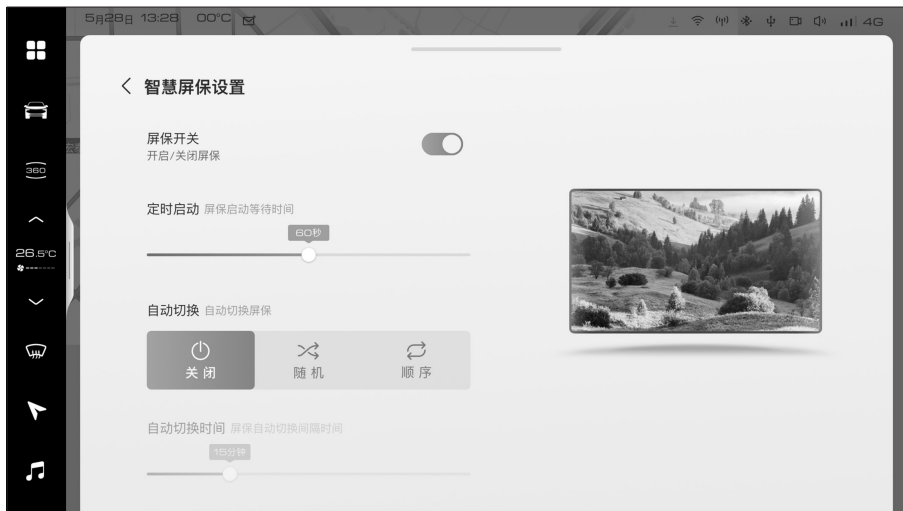 5月28日 13:28 00°C
4G
智慧屏保设置
屏保开关
开启/关闭屏保
360
定时启动 屏保启动等待时间
60秒
26.5°C
自动切换 自动切换屏保
关闭 随机 顺序
自动切换时间 屏保自动切换间隔时间
15分钟